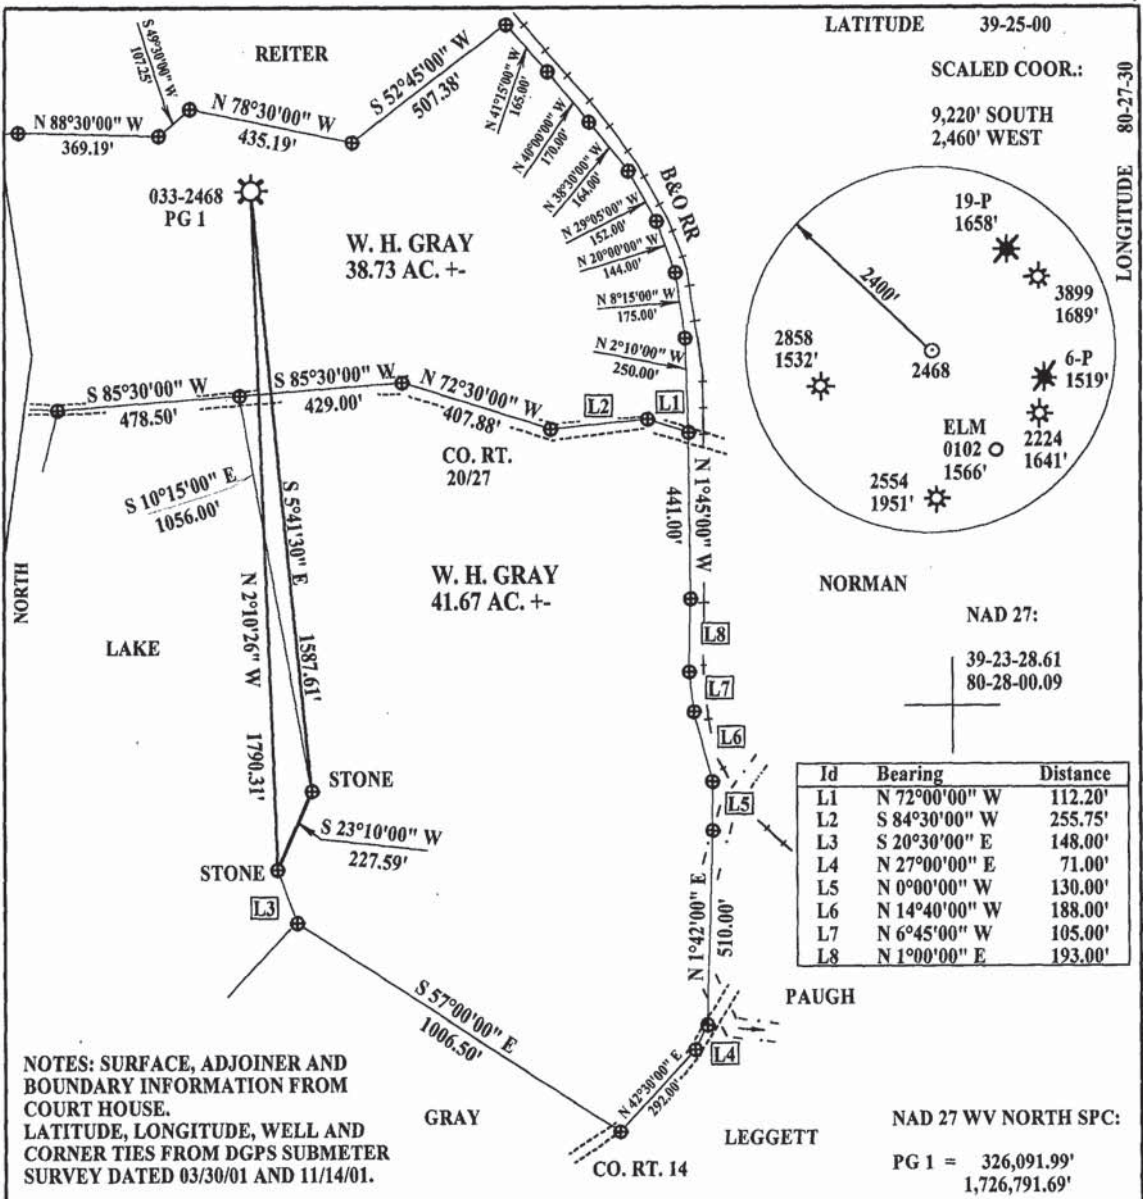 LATITUDE 39-25-00
SCALED COOR.:
9,220' SOUTH
2,460' WEST
LONGITUDE 80-27-30
REITER
S 49°30'00" W
107.25'
N 88°30'00" W
369.19'
N 78°30'00" W
435.19'
S 52°45'00" W
507.38'
N 41°15'00" W
165.00'
N 40°00'00" W
170.00'
N 38°30'00" W
164.00'
N 29°05'00" W
152.00'
N 20°00'00" W
144.00'
N 8°15'00" W
175.00'
N 2°10'00" W
250.00'
B&O RR
033-2468
PG 1
W. H. GRAY
38.73 AC. +-
19-P
1658'
3899
1689'
2400'
2858
1532'
2468
6-P
1519'
ELM
0102
1566'
2224
1641'
2554
1951'
S 85°30'00" W
478.50'
S 85°30'00" W
429.00'
N 72°30'00" W
407.88'
L2
L1
CO. RT.
20/27
S 10°15'00" E
1056.00'
S 5°41'30" E
1587.61'
N 2°10'26" W
1790.31'
N 1°45'00" W
441.00'
W. H. GRAY
41.67 AC. +-
NORTH
LAKE
NORMAN
NAD 27:
39-23-28.61
80-28-00.09
L8
L7
L6
L5
STONE
S 23°10'00" W
227.59'
STONE
L3
Id Bearing Distance
L1 N 72°00'00" W 112.20'
L2 S 84°30'00" W 255.75'
L3 S 20°30'00" E 148.00'
L4 N 27°00'00" E 71.00'
L5 N 0°00'00" W 130.00'
L6 N 14°40'00" W 188.00'
L7 N 6°45'00" W 105.00'
L8 N 1°00'00" E 193.00'
N 1°42'00" E
510.00'
S 57°00'00" E
1006.50'
PAUGH
L4
N 42°30'00" E
292.00'
NOTES: SURFACE, ADJOINER AND
BOUNDARY INFORMATION FROM
COURT HOUSE.
LATITUDE, LONGITUDE, WELL AND
CORNER TIES FROM DGPS SUBMETER
SURVEY DATED 03/30/01 AND 11/14/01.
GRAY
LEGGETT
CO. RT. 14
NAD 27 WV NORTH SPC:
PG 1 = 326,091.99'
1,726,791.69'